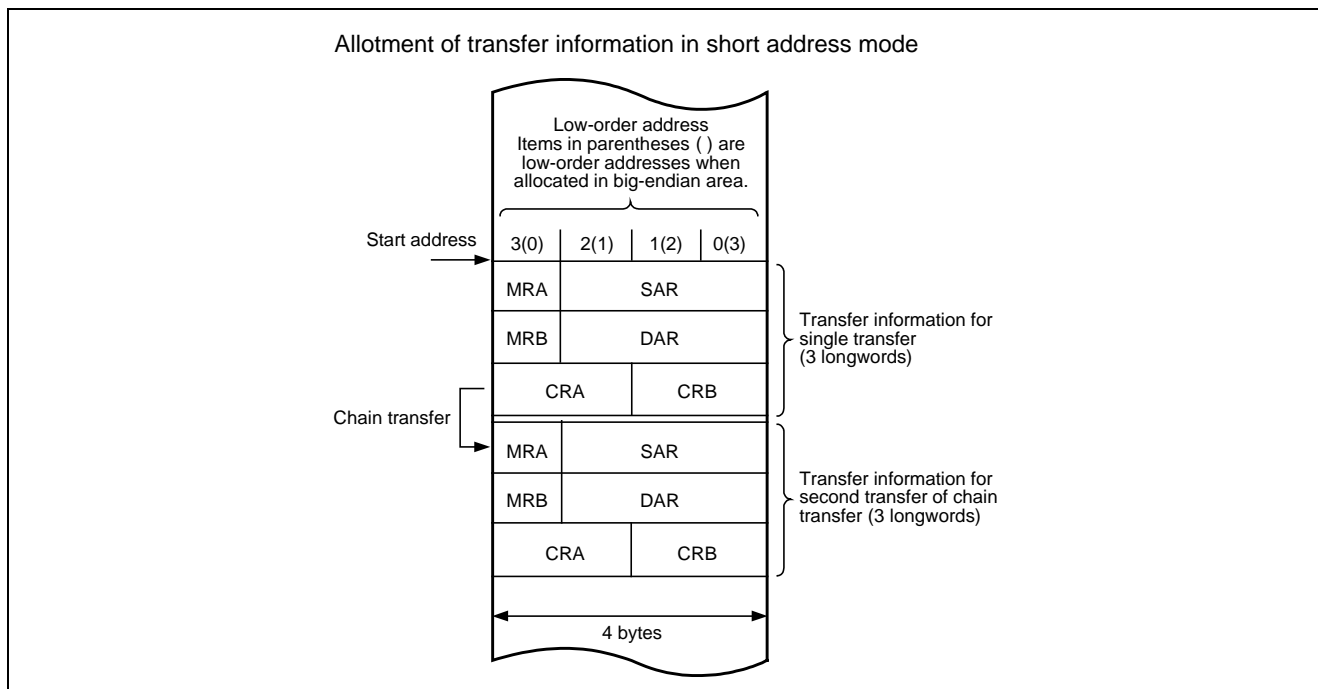 Allotment of transfer information in short address mode
Low-order address
Items in parentheses ( ) are
low-order addresses when
allocated in big-endian area.
Start address
3(0) 2(1) 1(2) 0(3)
MRA SAR
MRB DAR
CRA CRB
Transfer information for
single transfer
(3 longwords)
Chain transfer
MRA SAR
MRB DAR
CRA CRB
Transfer information for
second transfer of chain
transfer (3 longwords)
4 bytes